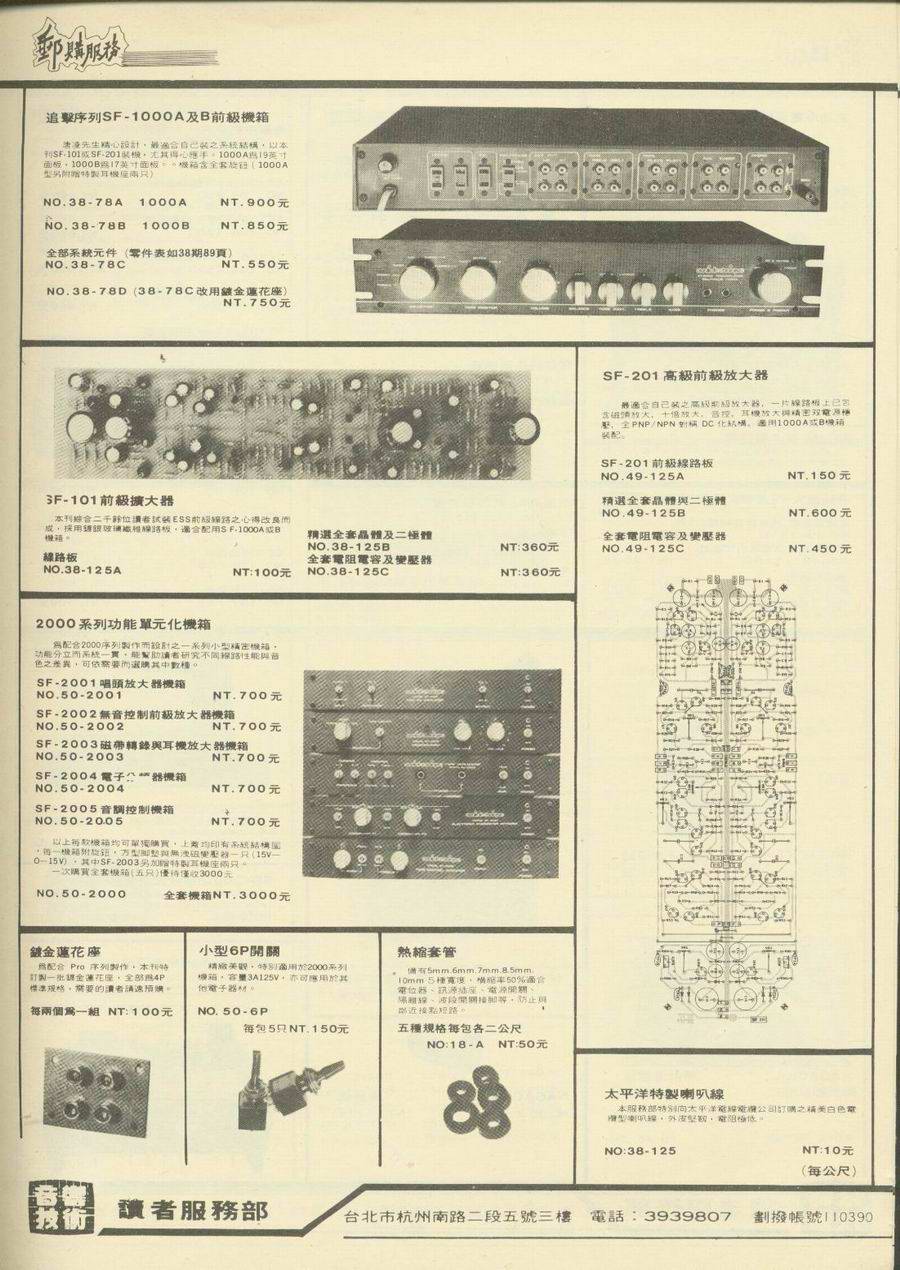 郵購服務
追擊序列SF-1000A及B前級機箱
唐凌先生精心設計，最適合自己裝之系統結構，以本
刊SF-101或SF-201裝機，尤其得心應手。1000A爲19英寸
面板，1000B爲17英寸面板。。機箱含全套旋鈕（1000A
型另附贈特製耳機座兩只）
NO.38-78A 1000A NT.900元
NO.38-78B 1000B NT.850元
全部系統元件（零件表如38期89頁）
NO.38-78C NT.550元
NO.38-78D（38-78C改用鍍金蓮花座）
NT.750元
SF-101前級擴大器
本刊綜合二千餘位讀者試裝ESS前級線路之心得改良而
成，採用鍍銀玻璃纖維線路板，適合配用SF-1000A或B
機箱。
線路板
NO.38-125A NT:100元
精選全套晶體及二極體
NO.38-125B NT:360元
全套電阻電容及變壓器
NO.38-125C NT:360元
SF-201高級前級放大器
最適合自己裝之高級前級放大器，一片線路板上已包
含磁頭放大、十倍放大、音控、耳機放大與精密双電源穩
壓，全PNP/NPN對稱DC化結構，適用1000A或B機箱
裝配。
SF-201前級線路板
NO.49-125A NT.150元
精選全套晶體與二極體
NO.49-125B NT.600元
全套電阻電容及變壓器
NO.49-125C NT.450元
2000系列功能單元化機箱
爲配合2000序列製作而設計之一系列小型精密機箱，
功能分立而系統一貫，能幫助讀者研究不同線路性能與音
色之差異，可依需要而選購其中數種。
SF-2001唱頭放大器機箱
NO.50-2001 NT.700元
SF-2002無音控制前級放大器機箱
NO.50-2002 NT.700元
SF-2003磁帶轉錄與耳機放大器機箱
NO.50-2003 NT.700元
SF-2004電子分 器機箱
NO.50-2004 NT.700元
SF-2005音調控制機箱
NO.50-2005 NT.700元
以上每款機箱均可單獨購買，上蓋均印有系統結構圖
，每一機箱附旋鈕，方型腳墊與無洩磁變壓器一只（15V—
0—15V），其中SF-2003另加贈特製耳機座兩只。
一次購買全套機箱（五只）優待僅收3000元
NO.50-2000 全套機箱NT.3000元
鍍金蓮花座
爲配合Pro序列製作，本刊特
訂製一批鍍金蓮花座，全部爲4P
標準規格，需要的讀者請速預購。
每兩個爲一組 NT:100元
小型6P開關
精緻美觀，特別適用於2000系列
機箱，容量3A125V，亦可應用於其
他電子器材。
NO.50-6P
每包5只NT.150元
熱縮套管
備有5mm.6mm.7mm.8.5mm.
10mm 5種寬度，橫縮率50%適合
電位器、訊源插座、電源開關、
隔離線、波段開關接脚等，防止與
鄰近接點短路。
五種規格每包各二公尺
NO:18-A NT:50元
太平洋特製喇叭線
本服務部特別向太平洋電線電纜公司訂購之精美白色電
纜型喇叭線，外皮堅靱，電阻極低。
NO:38-125 NT:10元
（每公尺）
音響技術
讀者服務部
台北市杭州南路二段五號三樓 電話：3939807 劃撥帳號110390